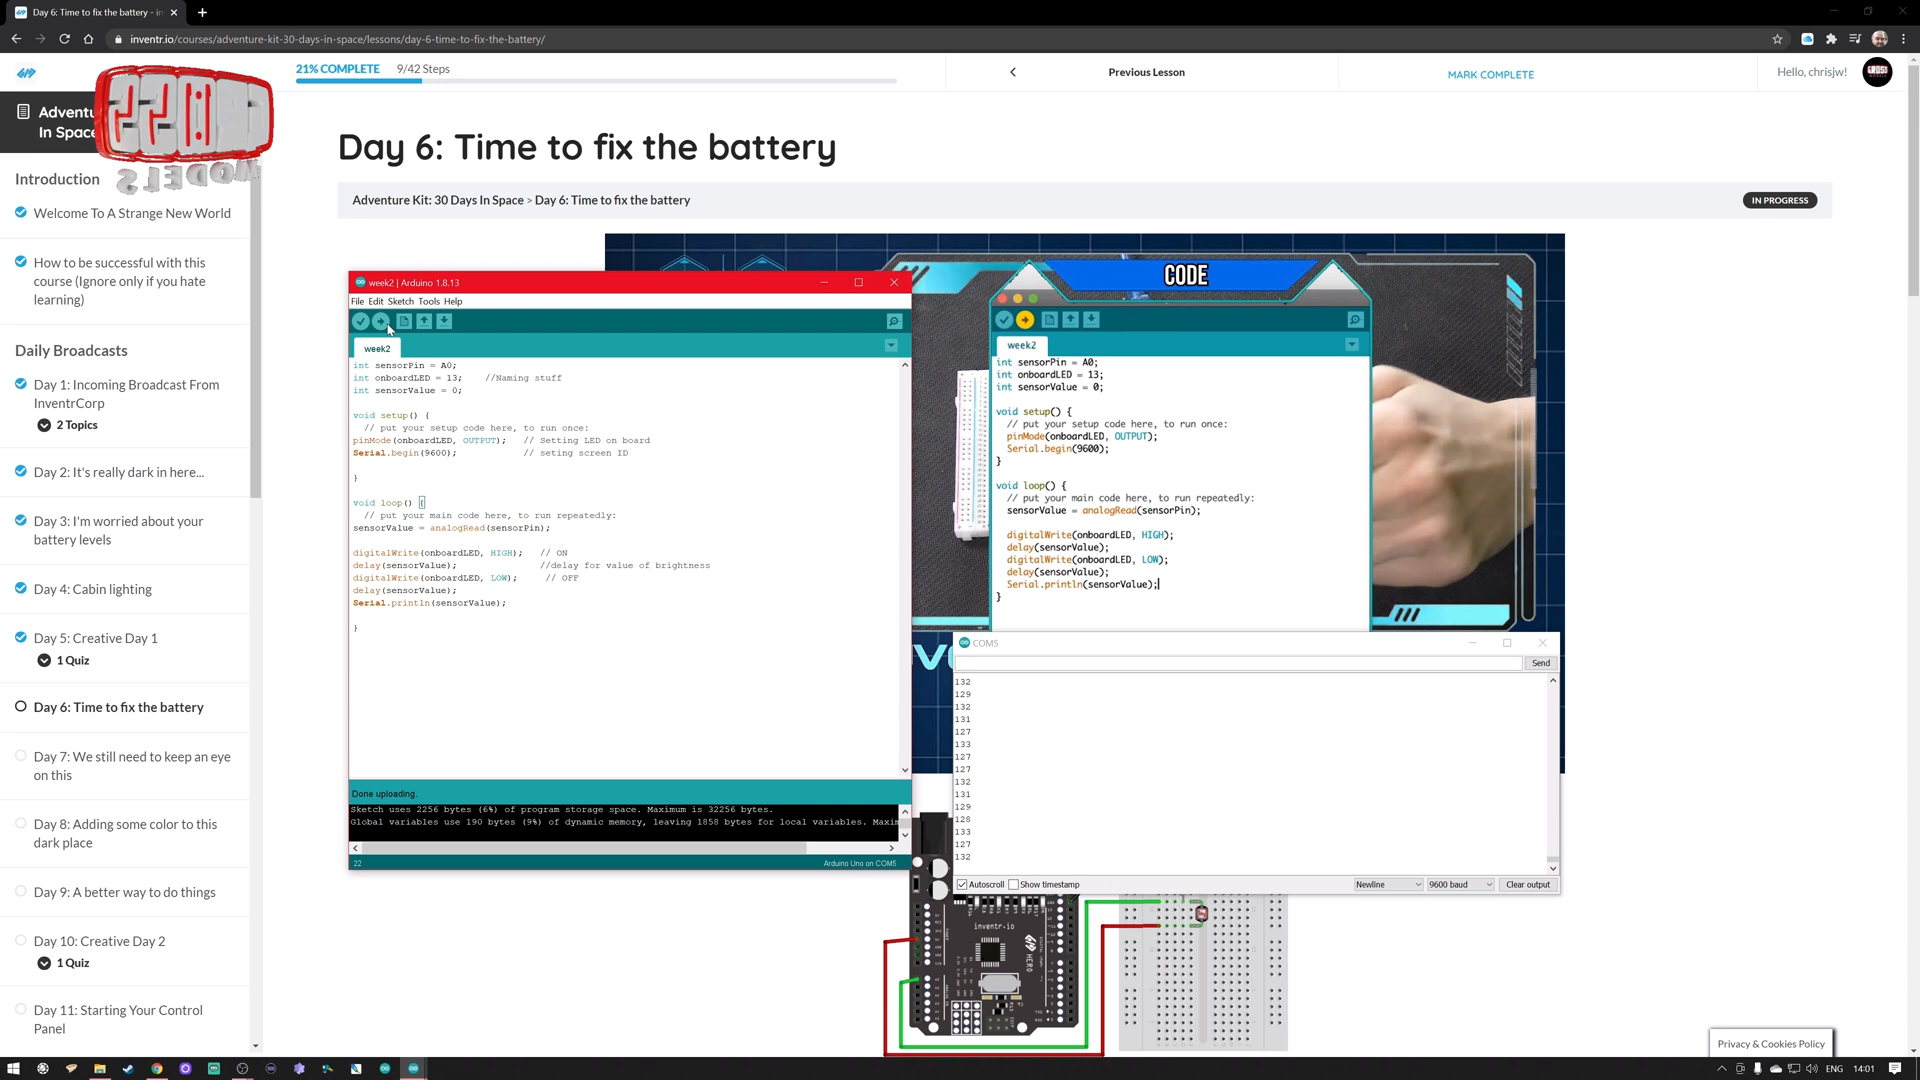 Day 6: Time to fix the battery - in
inventr.io/courses/adventure-kit-30-days-in-space/lessons/day-6-time-to-fix-the-battery/
21% COMPLETE 9/42 Steps
Previous Lesson
MARK COMPLETE
Hello, chrisjw!
Adventu
In Space
MODELS
Introduction
Welcome To A Strange New World
How to be successful with this
course (Ignore only if you hate
learning)
Daily Broadcasts
Day 1: Incoming Broadcast From
InventrCorp
2 Topics
Day 2: It's really dark in here...
Day 3: I'm worried about your
battery levels
Day 4: Cabin lighting
Day 5: Creative Day 1
1 Quiz
Day 6: Time to fix the battery
Day 7: We still need to keep an eye
on this
Day 8: Adding some color to this
dark place
Day 9: A better way to do things
Day 10: Creative Day 2
1 Quiz
Day 11: Starting Your Control
Panel
Day 6: Time to fix the battery
Adventure Kit: 30 Days In Space > Day 6: Time to fix the battery
IN PROGRESS
week2 | Arduino 1.8.13
File Edit Sketch Tools Help
week2
int sensorPin = A0;
int onboardLED = 13; //Naming stuff
int sensorValue = 0;
void setup() {
// put your setup code here, to run once:
pinMode(onboardLED, OUTPUT); // Setting LED on board
Serial.begin(9600); // seting screen ID
}
void loop() {
// put your main code here, to run repeatedly:
sensorValue = analogRead(sensorPin);
digitalWrite(onboardLED, HIGH); // ON
delay(sensorValue); //delay for value of brightness
digitalWrite(onboardLED, LOW); // OFF
delay(sensorValue);
Serial.println(sensorValue);
}
Done uploading.
Sketch uses 2256 bytes (6%) of program storage space. Maximum is 32256 bytes.
Global variables use 190 bytes (9%) of dynamic memory, leaving 1858 bytes for local variables. Maxim
22
Arduino Uno on COM5
CODE
week2
int sensorPin = A0;
int onboardLED = 13;
int sensorValue = 0;
void setup() {
// put your setup code here, to run once:
pinMode(onboardLED, OUTPUT);
Serial.begin(9600);
}
void loop() {
// put your main code here, to run repeatedly:
sensorValue = analogRead(sensorPin);
digitalWrite(onboardLED, HIGH);
delay(sensorValue);
digitalWrite(onboardLED, LOW);
delay(sensorValue);
Serial.println(sensorValue);
}
COM5
Send
132
129
132
131
127
133
127
127
132
131
129
128
133
127
132
Autoscroll Show timestamp
Newline
9600 baud
Clear output
inventr.io
HERO
Privacy & Cookies Policy
ENG 14:01